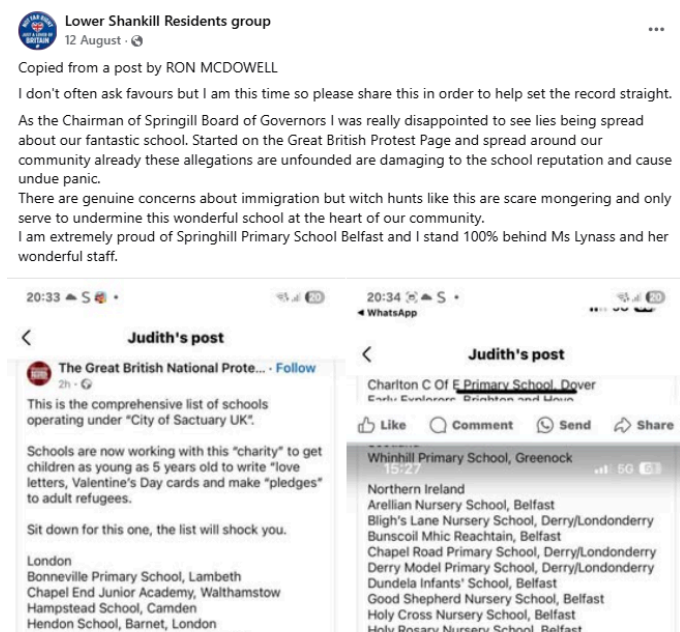 Lower Shankill Residents group
12 August ·
Copied from a post by RON MCDOWELL
I don't often ask favours but I am this time so please share this in order to help set the record straight.
As the Chairman of Springill Board of Governors I was really disappointed to see lies being spread
about our fantastic school. Started on the Great British Protest Page and spread around our
community already these allegations are unfounded are damaging to the school reputation and cause
undue panic.
There are genuine concerns about immigration but witch hunts like this are scare mongering and only
serve to undermine this wonderful school at the heart of our community.
I am extremely proud of Springhill Primary School Belfast and I stand 100% behind Ms Lynass and her
wonderful staff.
20:33 S
20
Judith's post
The Great British National Prote... · Follow
2h ·
This is the comprehensive list of schools
operating under "City of Sactuary UK".
Schools are now working with this "charity" to get
children as young as 5 years old to write "love
letters, Valentine's Day cards and make "pledges"
to adult refugees.
Sit down for this one, the list will shock you.
London
Bonneville Primary School, Lambeth
Chapel End Junior Academy, Walthamstow
Hampstead School, Camden
Hendon School, Barnet, London
20:34 S
20
WhatsApp
Judith's post
Charlton C Of E Primary School, Dover
Like Comment Send Share
Whinhill Primary School, Greenock
15:27 5G
Northern Ireland
Arellian Nursery School, Belfast
Bligh's Lane Nursery School, Derry/Londonderry
Bunscoil Mhic Reachtain, Belfast
Chapel Road Primary School, Derry/Londonderry
Derry Model Primary School, Derry/Londonderry
Dundela Infants' School, Belfast
Good Shepherd Nursery School, Belfast
Holy Cross Nursery School, Belfast
Holy Rosary Nursery School, Belfast